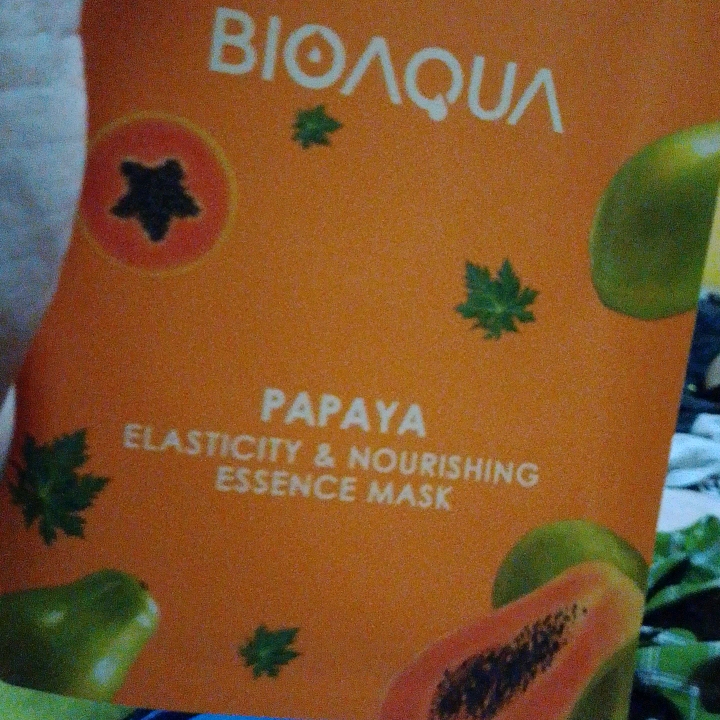 BIOAQUA
PAPAYA
ELASTICITY & NOURISHING
ESSENCE MASK